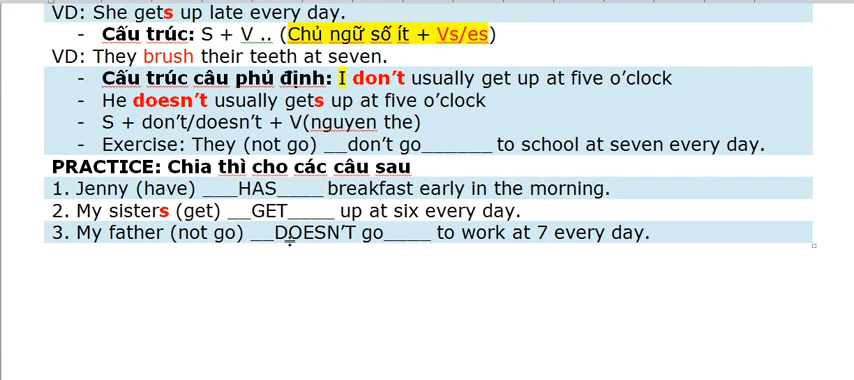 VD: She gets up late every day.
- Cấu trúc: S + V .. (Chủ ngữ số ít + Vs/es)
VD: They brush their teeth at seven.
- Cấu trúc câu phủ định: I don't usually get up at five o'clock
- He doesn't usually gets up at five o'clock
- S + don't/doesn't + V(nguyen the)
- Exercise: They (not go) __don't go______ to school at seven every day.
PRACTICE: Chia thì cho các câu sau
1. Jenny (have) ___HAS____ breakfast early in the morning.
2. My sisters (get) __GET____ up at six every day.
3. My father (not go) __DOESN'T go____ to work at 7 every day.